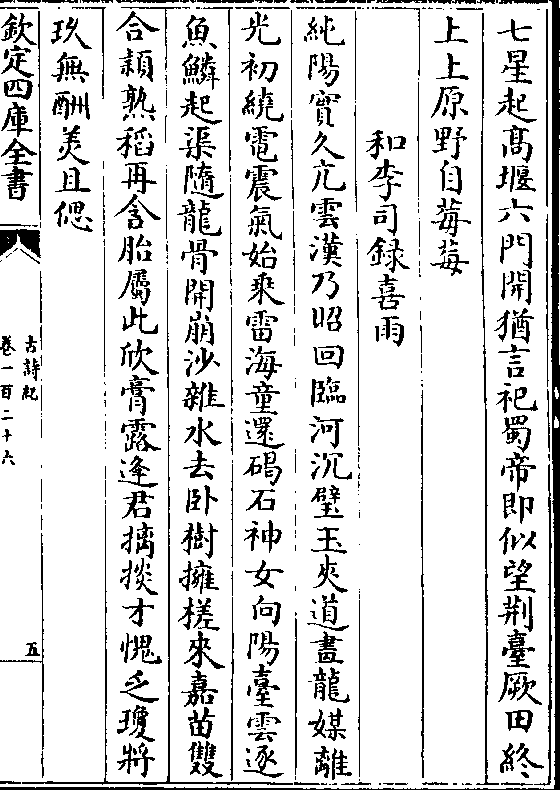 七星起髙堰六門開猶言祀蜀帝即似望荆臺厥田終
上上原野自莓莓
和李司録喜雨
純陽實久亢雲漢乃昭回臨河沉璧玉夾道畫龍媒離
光初繞電震氣始乘雷海童還碣石神女向陽臺雲逐
魚鱗起渠隨龍骨開崩沙雜水去卧樹擁槎來嘉苗雙
合穎熟稻再含胎屬此欣膏露逢君摛掞才愧乏瓊將
玖無酬美且偲
欽定四庫全書
古詩紀
卷一百二十六
五